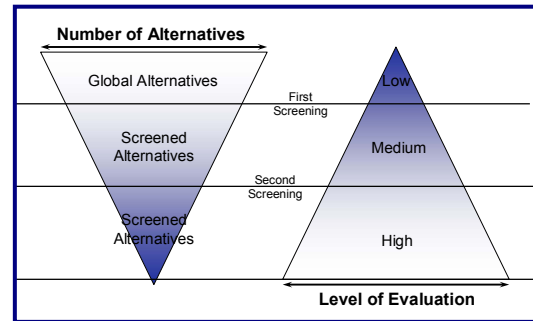 Number of Alternatives
Global Alternatives
Low
First
Screening
Screened
Alternatives
Medium
Second
Screening
Screened
Alternatives
High
Level of Evaluation